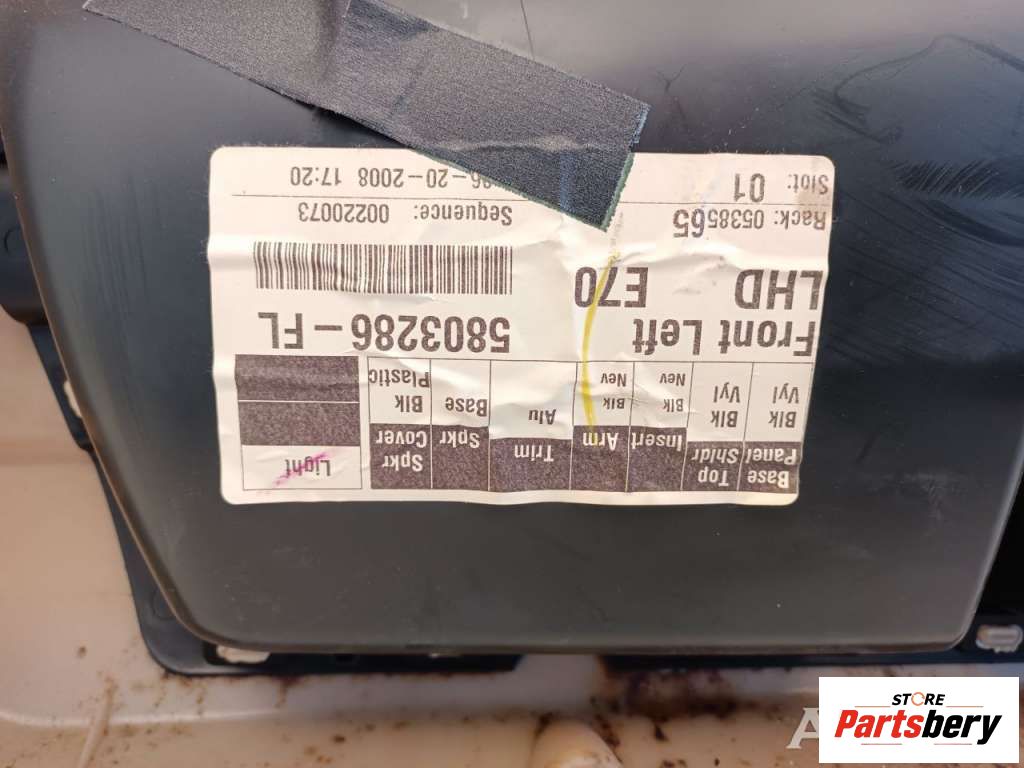 Base Top Insert Arm Trim Spkr Spkr Light
Panel Shldr Cover
Blk Blk Blk Blk Alu Base Blk
Vyl Vyl Nev Nev Plastic
Front Left 5803286-FL
LHD E70
Rack: 0538565 Sequence: 00220073
Slot: 01 6-20-2008 17:20
STORE
Partsbery